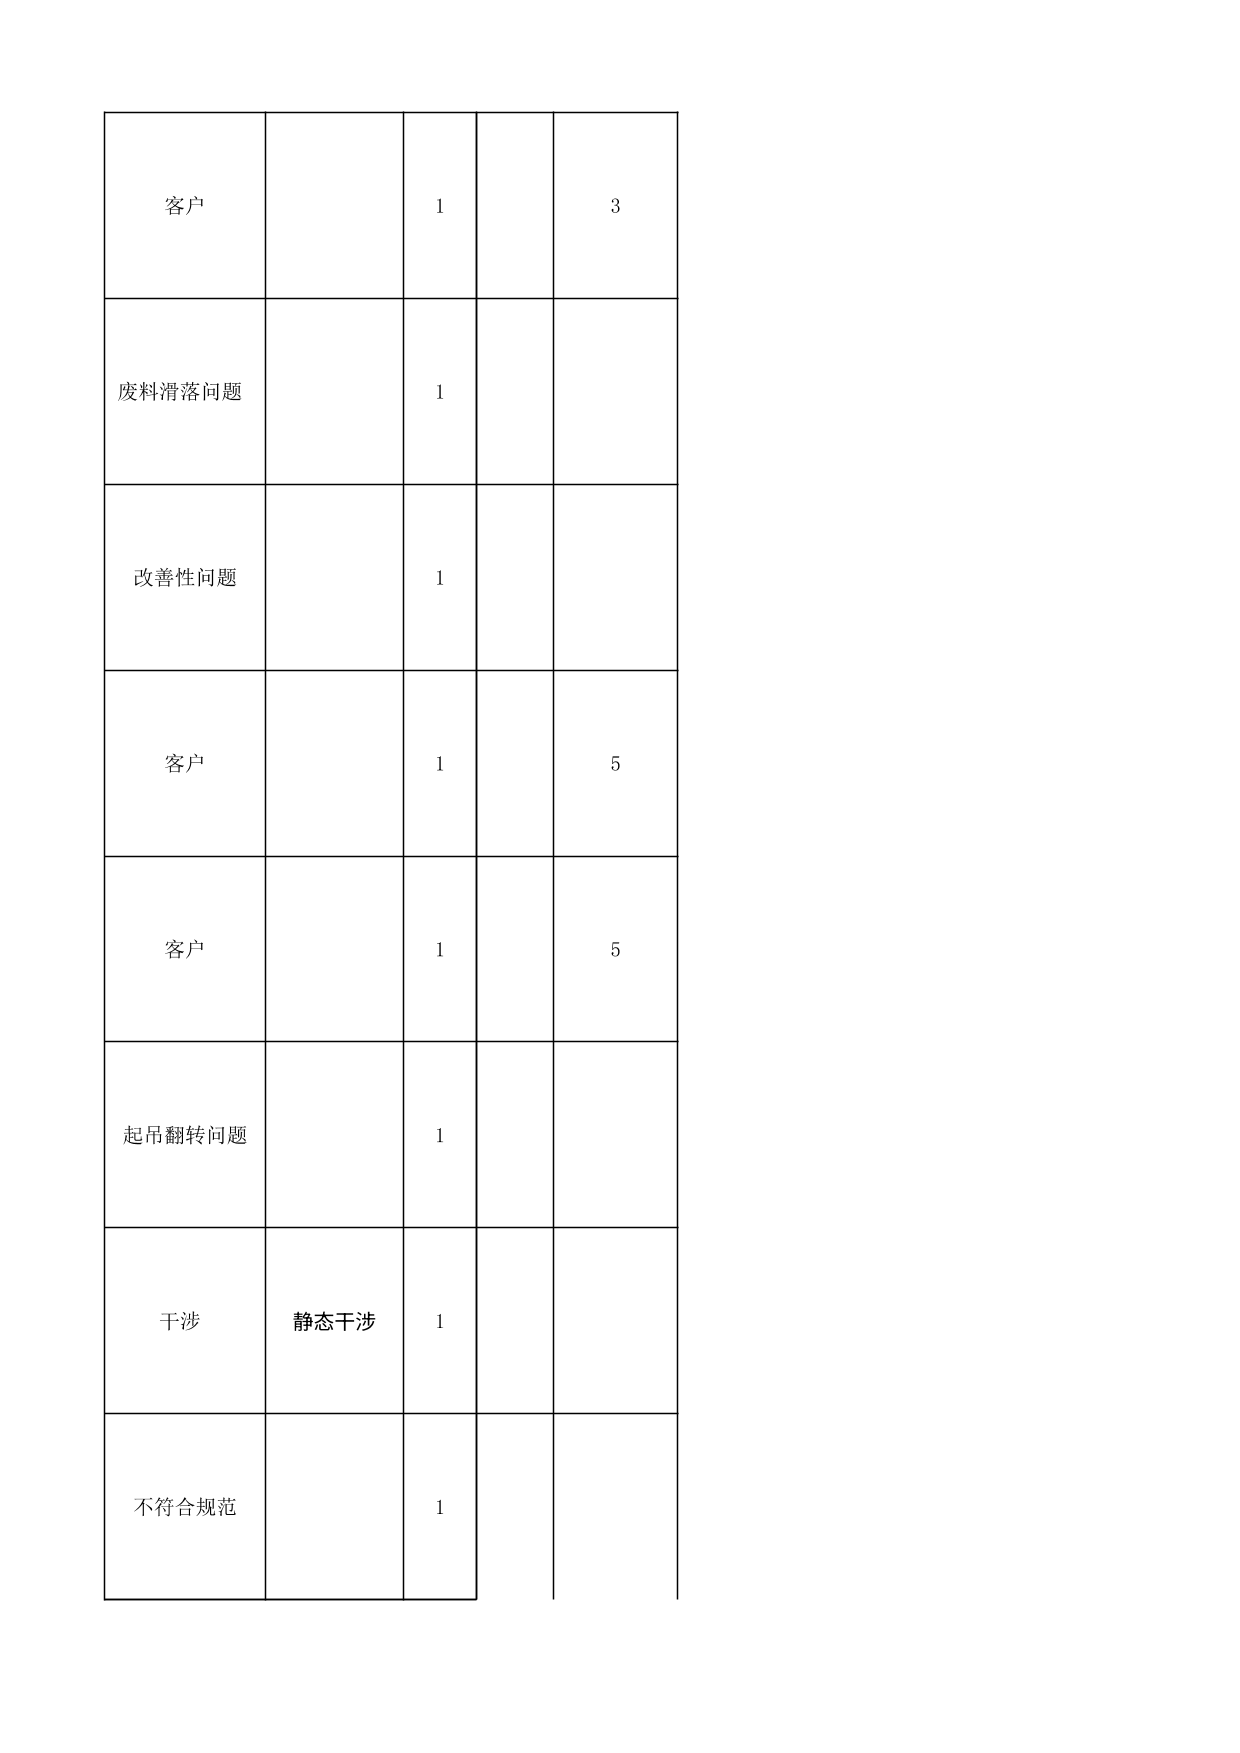 客户 1 3
废料滑落问题 1
改善性问题 1
客户 1 5
客户 1 5
起吊翻转问题 1
干涉 静态干涉 1
不符合规范 1